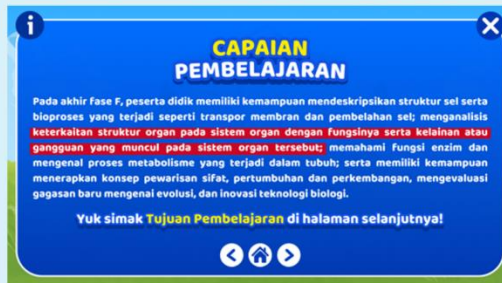 i
X
CAPAIAN
PEMBELAJARAN
Pada akhir fase F, peserta didik memiliki kemampuan mendeskripsikan struktur sel serta
bioproses yang terjadi seperti transpor membran dan pembelahan sel; menganalisis
keterkaitan struktur organ pada sistem organ dengan fungsinya serta kelainan atau
gangguan yang muncul pada sistem organ tersebut; memahami fungsi enzim dan
mengenal proses metabolisme yang terjadi dalam tubuh; serta memiliki kemampuan
menerapkan konsep pewarisan sifat, pertumbuhan dan perkembangan, mengevaluasi
gagasan baru mengenai evolusi, dan inovasi teknologi biologi.
Yuk simak Tujuan Pembelajaran di halaman selanjutnya!